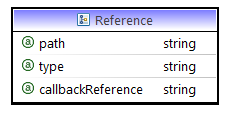 Reference
@ path string
@ type string
@ callbackReference string